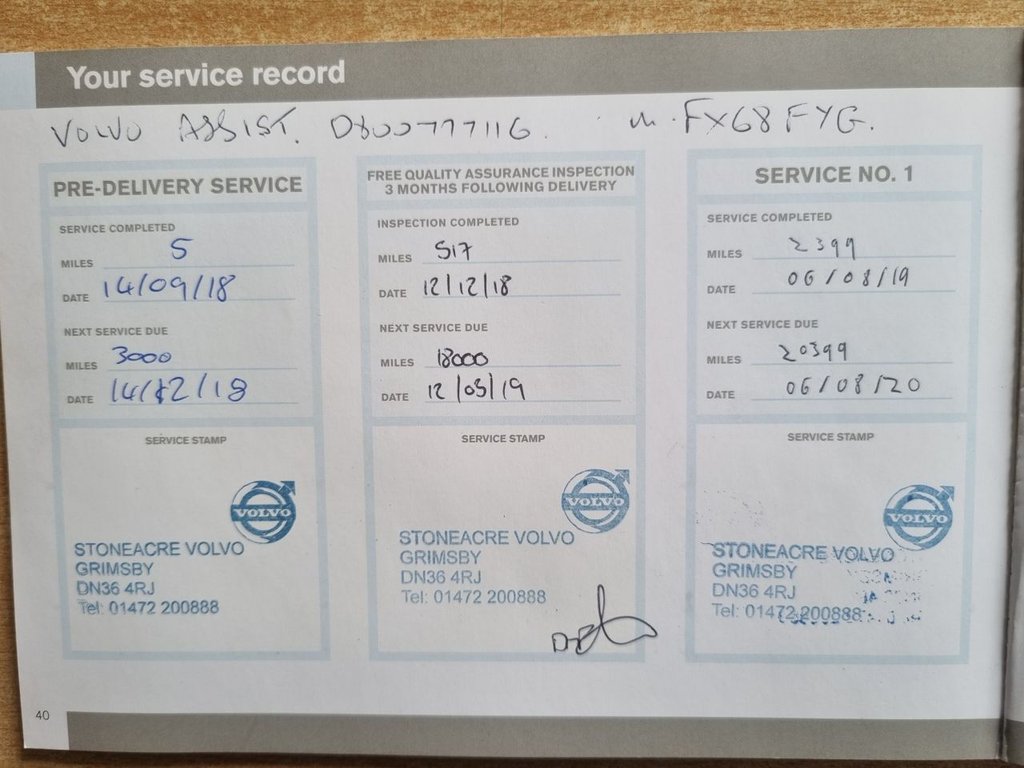 Your service record
VOLVO ASSIST. 0800777116. FX68 FYG.
PRE-DELIVERY SERVICE
SERVICE COMPLETED
MILES 5
DATE 14/09/18
NEXT SERVICE DUE
MILES 3000
DATE 14/12/18
SERVICE STAMP
VOLVO
STONEACRE VOLVO
GRIMSBY
DN36 4RJ
Tel: 01472 200888
FREE QUALITY ASSURANCE INSPECTION
3 MONTHS FOLLOWING DELIVERY
INSPECTION COMPLETED
MILES 517
DATE 12/12/18
NEXT SERVICE DUE
MILES 18000
DATE 12/03/19
SERVICE STAMP
VOLVO
STONEACRE VOLVO
GRIMSBY
DN36 4RJ
Tel: 01472 200888
SERVICE NO. 1
SERVICE COMPLETED
MILES 2399
DATE 06/08/19
NEXT SERVICE DUE
MILES 20399
DATE 06/08/20
SERVICE STAMP
VOLVO
STONEACRE VOLVO
GRIMSBY
DN36 4RJ
Tel: 01472 200888
40